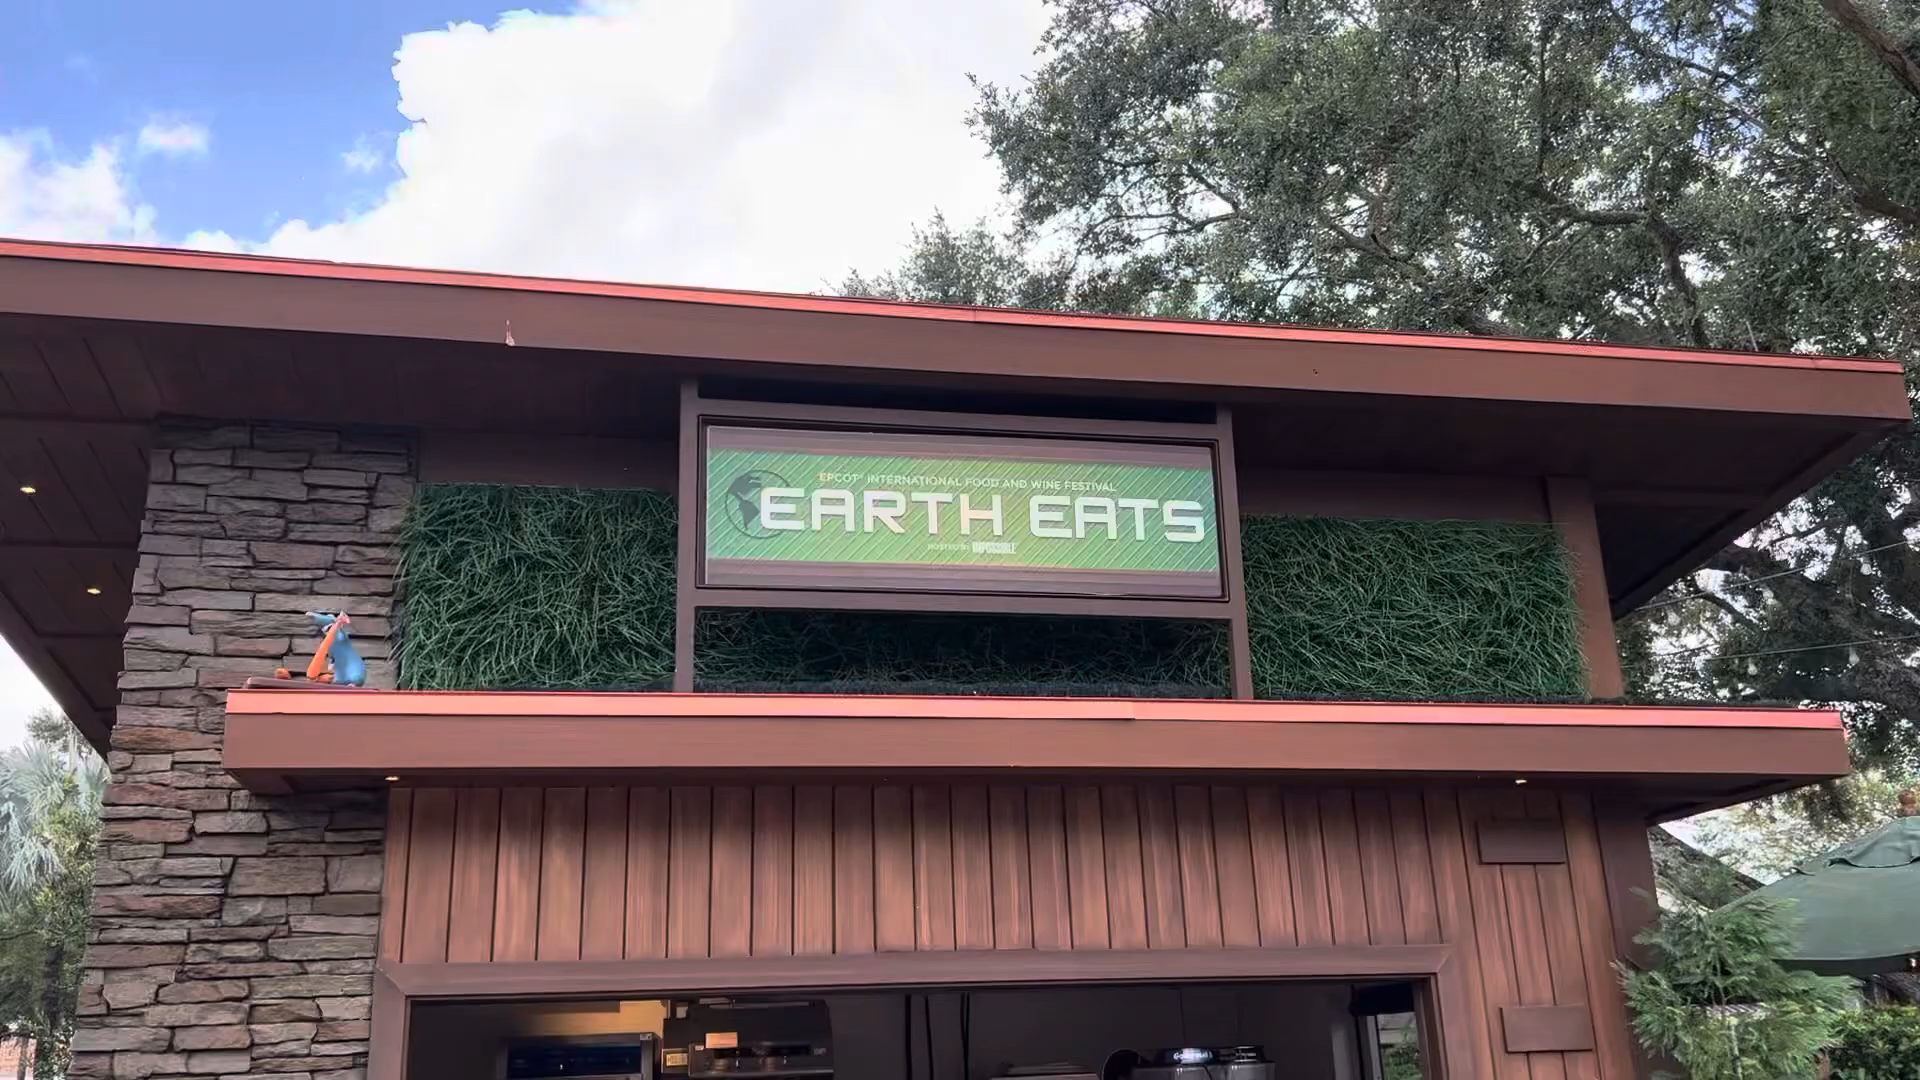 EPCOT® INTERNATIONAL FOOD AND WINE FESTIVAL
EARTH EATS
HOSTED BY IMPOSSIBLE